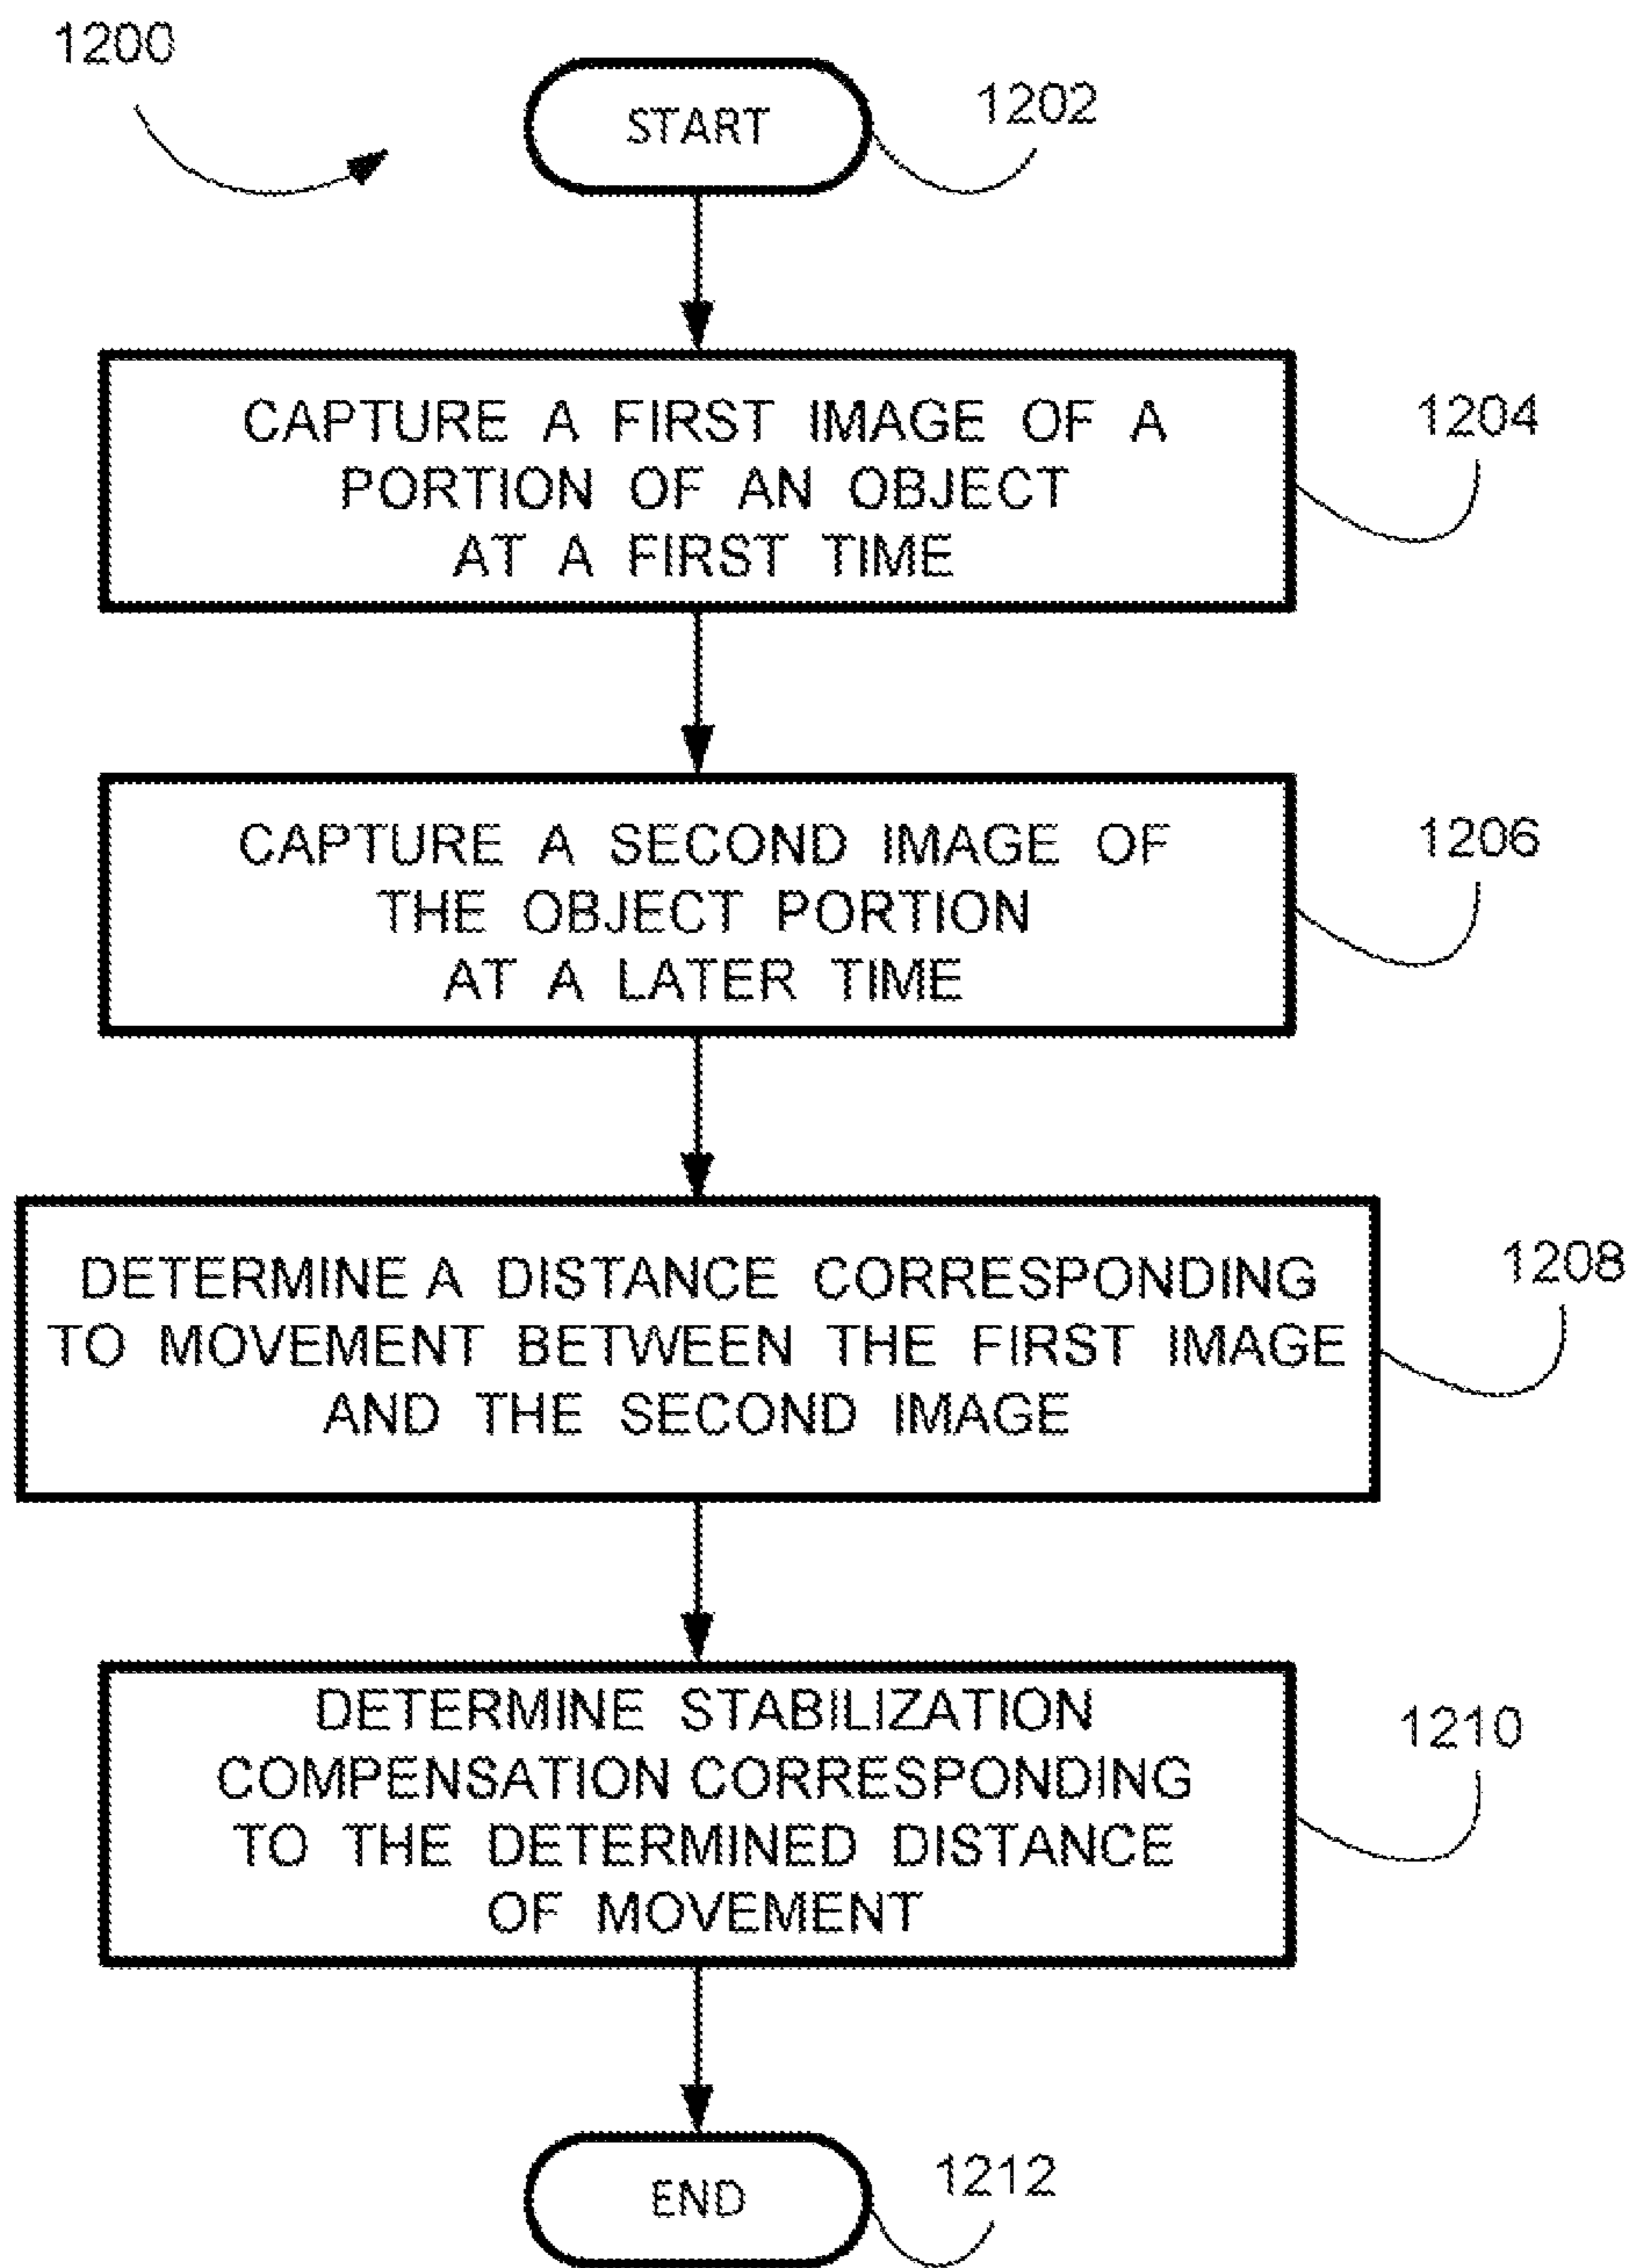 1200
START
1202
CAPTURE A FIRST IMAGE OF A
PORTION OF AN OBJECT
AT A FIRST TIME
1204
CAPTURE A SECOND IMAGE OF
THE OBJECT PORTION
AT A LATER TIME
1206
DETERMINE A DISTANCE CORRESPONDING
TO MOVEMENT BETWEEN THE FIRST IMAGE
AND THE SECOND IMAGE
1208
DETERMINE STABILIZATION
COMPENSATION CORRESPONDING
TO THE DETERMINED DISTANCE
OF MOVEMENT
1210
END
1212